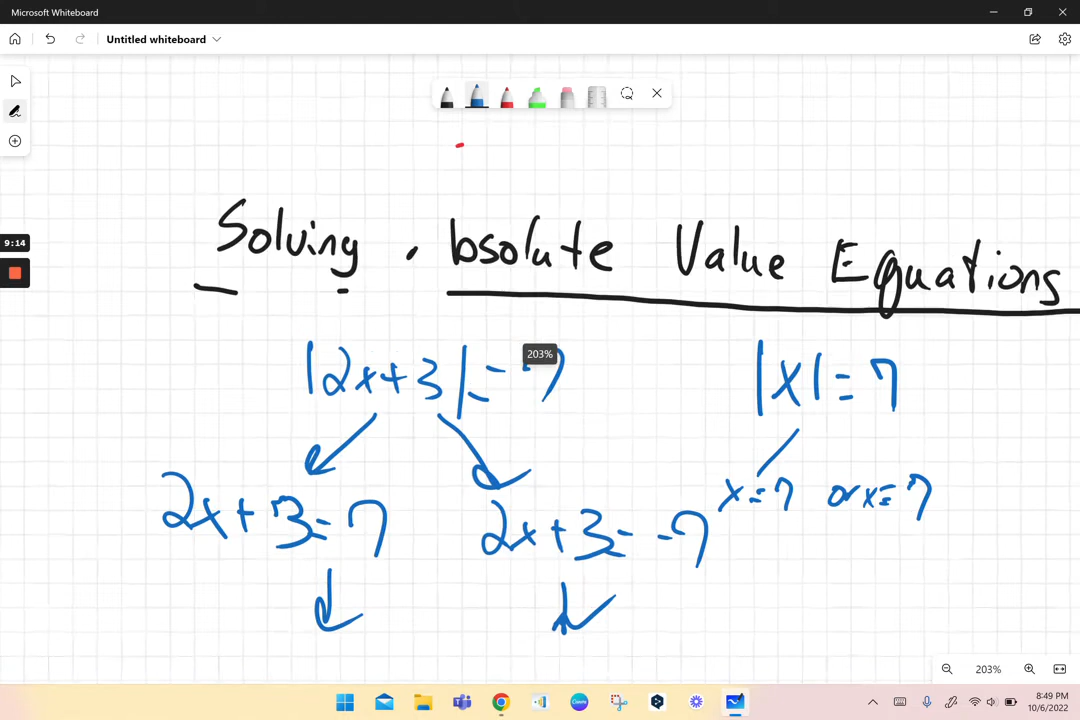 Microsoft Whiteboard
Untitled whiteboard
9:14
Solving . bsolute Value Equations
203%
|2x+3|= 7
|x|=7
2x+3=7
2x+3=-7
x=7 or x=7
203%
8:49 PM
10/6/2022